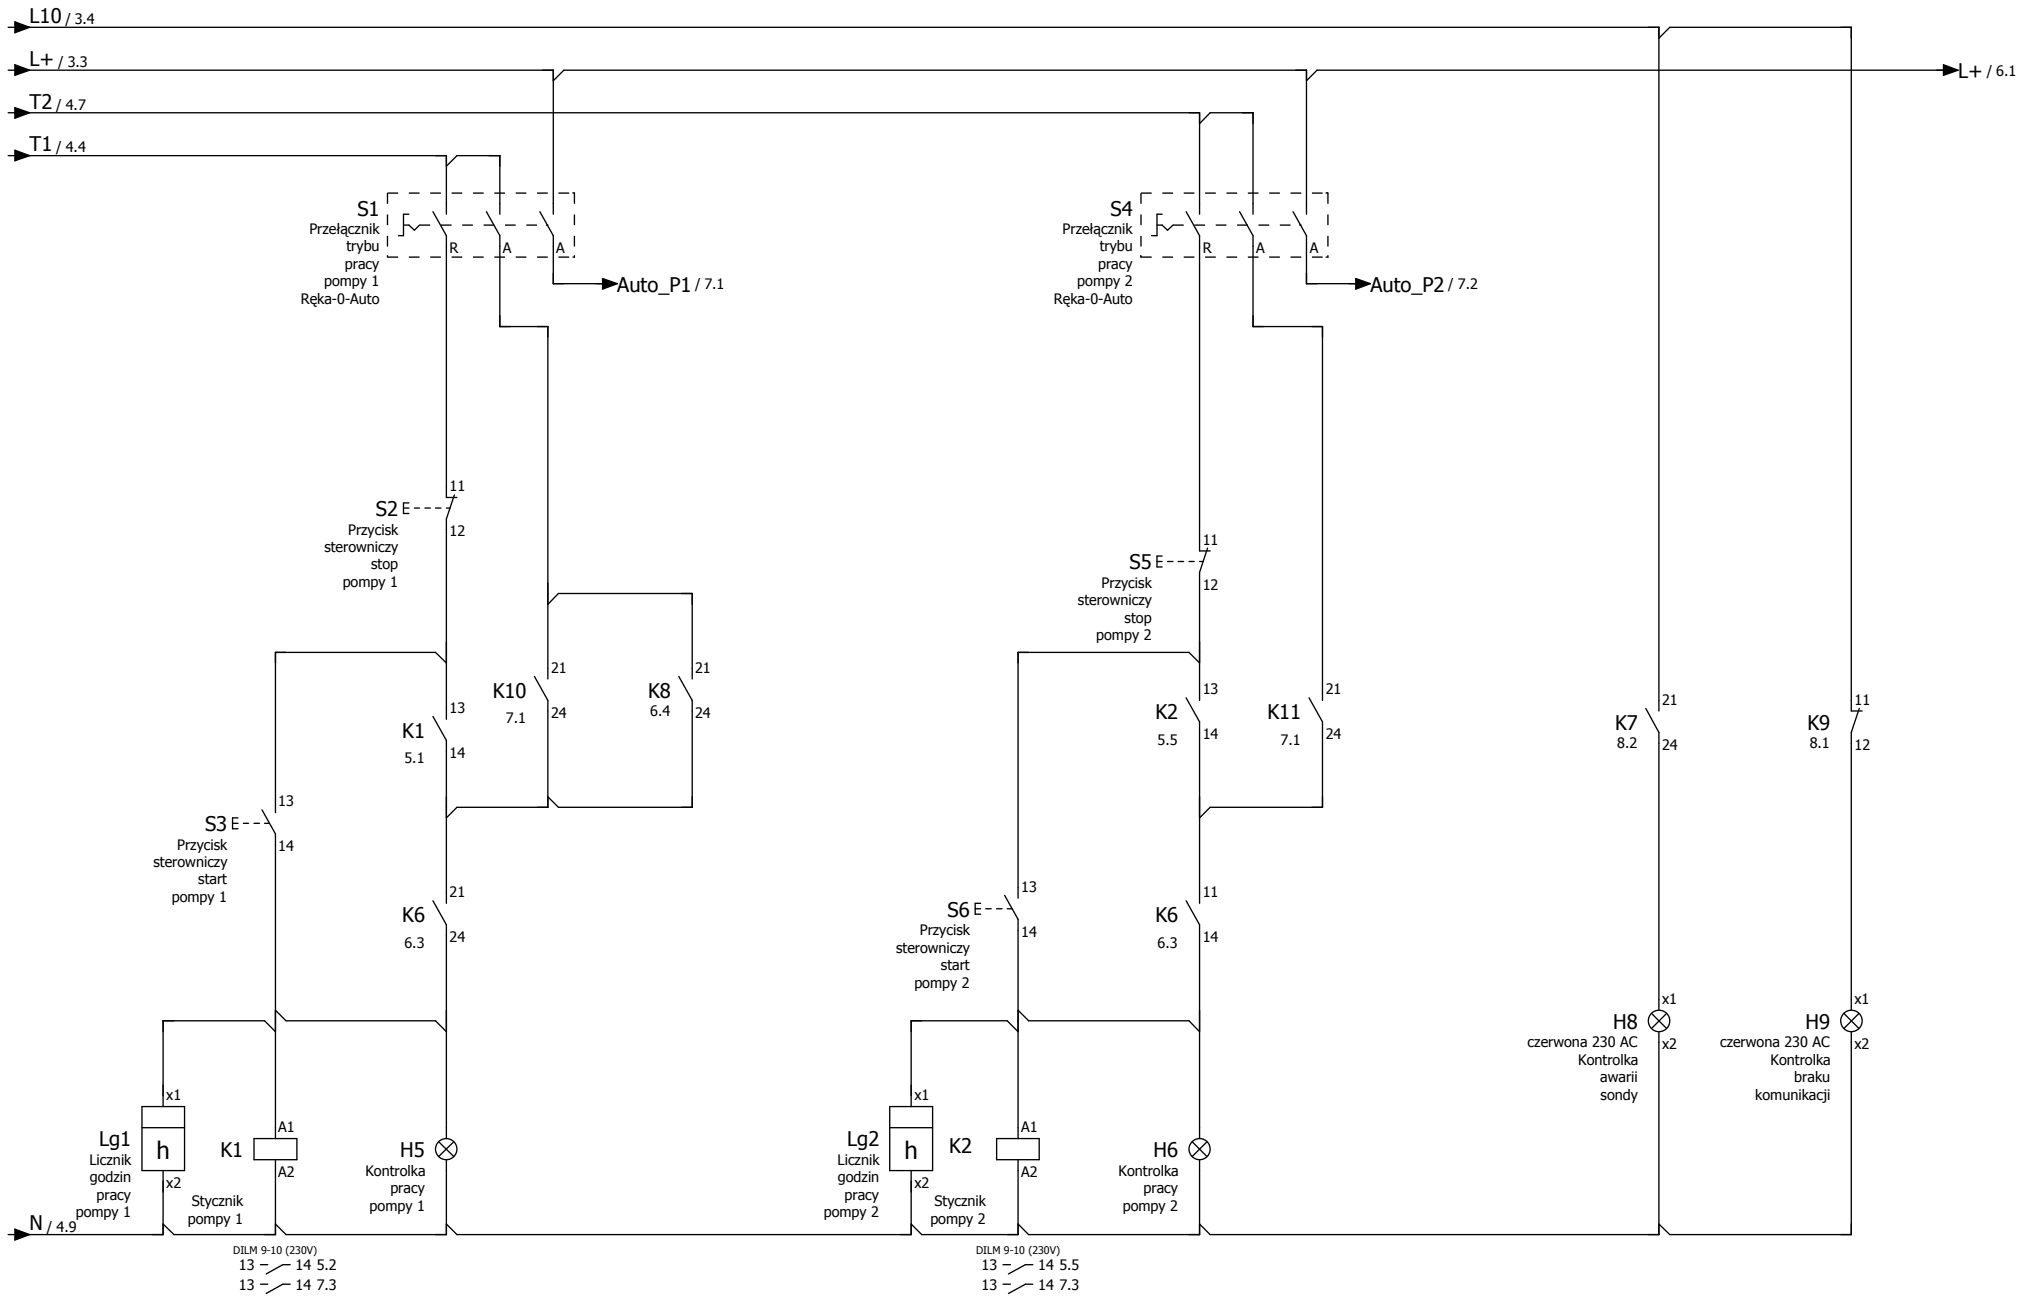 L10 / 3.4
L+ / 3.3
L+ / 6.1
T2 / 4.7
T1 / 4.4
S1
Przełącznik
trybu
pracy
pompy 1
Ręka-0-Auto
R
A
A
Auto_P1 / 7.1
S4
Przełącznik
trybu
pracy
pompy 2
Ręka-0-Auto
R
A
A
Auto_P2 / 7.2
11
S2
12
Przycisk
sterowniczy
stop
pompy 1
11
S5
12
Przycisk
sterowniczy
stop
pompy 2
13
K1
5.1
14
21
K10
7.1
24
21
K8
6.4
24
13
K2
5.5
14
21
K11
7.1
24
21
K7
8.2
24
11
K9
8.1
12
13
S3
14
Przycisk
sterowniczy
start
pompy 1
21
K6
6.3
24
13
S6
14
Przycisk
sterowniczy
start
pompy 2
11
K6
6.3
14
x1
H8
czerwona 230 AC
x2
Kontrolka
awarii
sondy
x1
H9
czerwona 230 AC
x2
Kontrolka
braku
komunikacji
x1
Lg1
h
Licznik
godzin
pracy
pompy 1
x2
A1
K1
A2
Stycznik
pompy 1
H5
Kontrolka
pracy
pompy 1
x1
Lg2
h
Licznik
godzin
pracy
pompy 2
x2
A1
K2
A2
Stycznik
pompy 2
H6
Kontrolka
pracy
pompy 2
N / 4.9
DILM 9-10 (230V)
13 14 5.2
13 14 7.3
DILM 9-10 (230V)
13 14 5.5
13 14 7.3